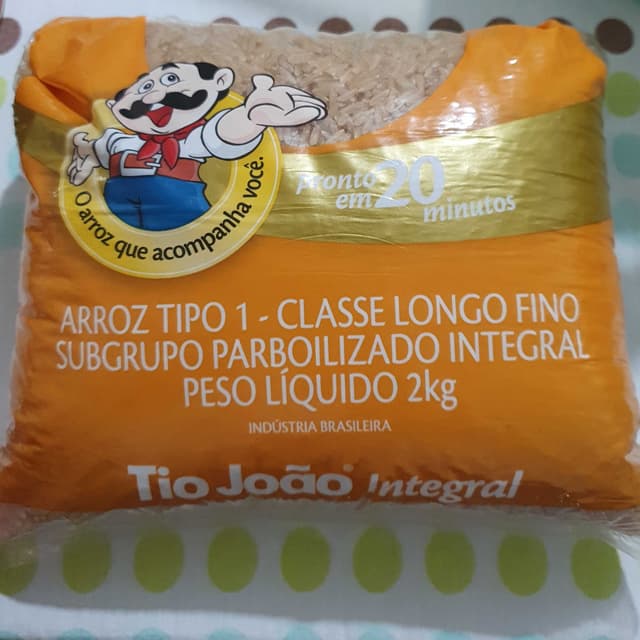 O arroz que acompanha você.
Pronto
em 20
minutos
ARROZ TIPO 1 - CLASSE LONGO FINO
SUBGRUPO PARBOILIZADO INTEGRAL
PESO LÍQUIDO 2kg
INDÚSTRIA BRASILEIRA
Tio João® Integral